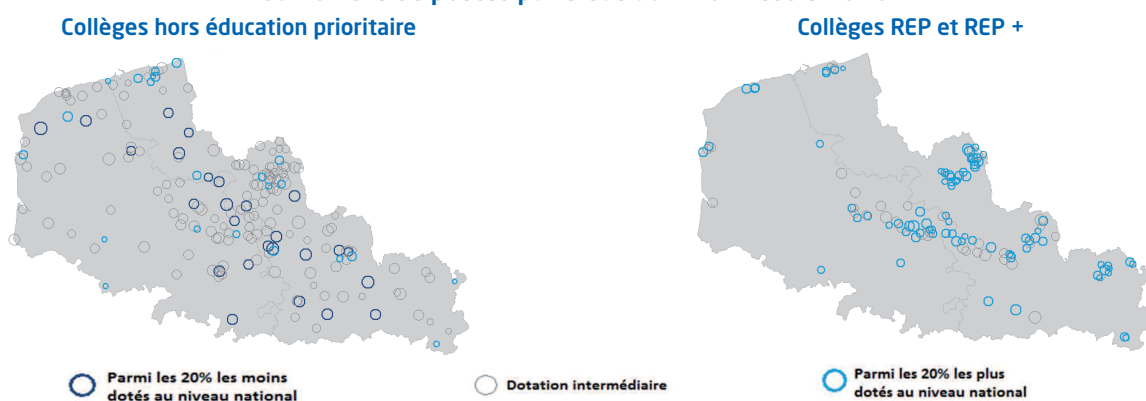 Collèges hors éducation prioritaire
Collèges REP et REP +
Parmi les 20% les moins
dotés au niveau national
Dotation intermédiaire
Parmi les 20% les plus
dotés au niveau national